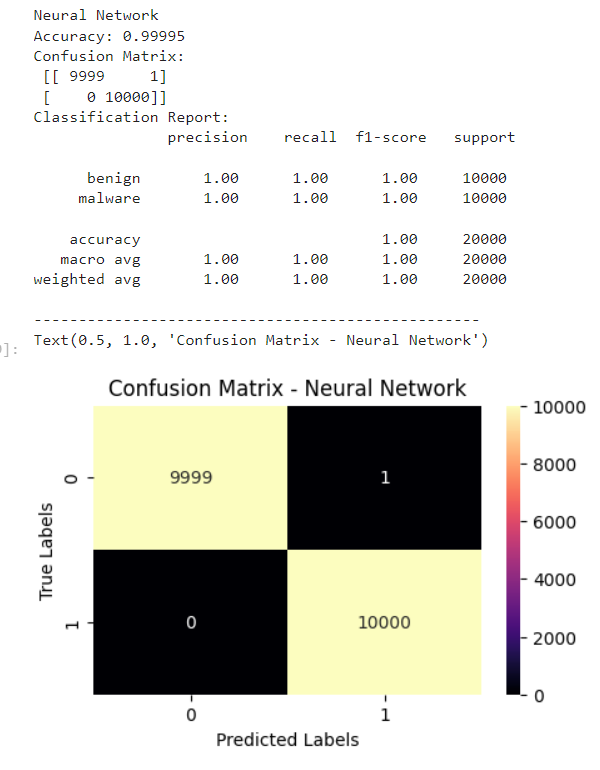 Neural Network
Accuracy: 0.99995
Confusion Matrix:
[[ 9999     1]
[    0 10000]]
Classification Report:
precision    recall  f1-score   support
benign       1.00      1.00      1.00     10000
malware       1.00      1.00      1.00     10000
accuracy                           1.00     20000
macro avg       1.00      1.00      1.00     20000
weighted avg       1.00      1.00      1.00     20000
--------------------------------------------------
]:
Text(0.5, 1.0, 'Confusion Matrix - Neural Network')
Confusion Matrix - Neural Network
True Labels
0
1
9999
1
0
10000
0
1
Predicted Labels
10000
8000
6000
4000
2000
0